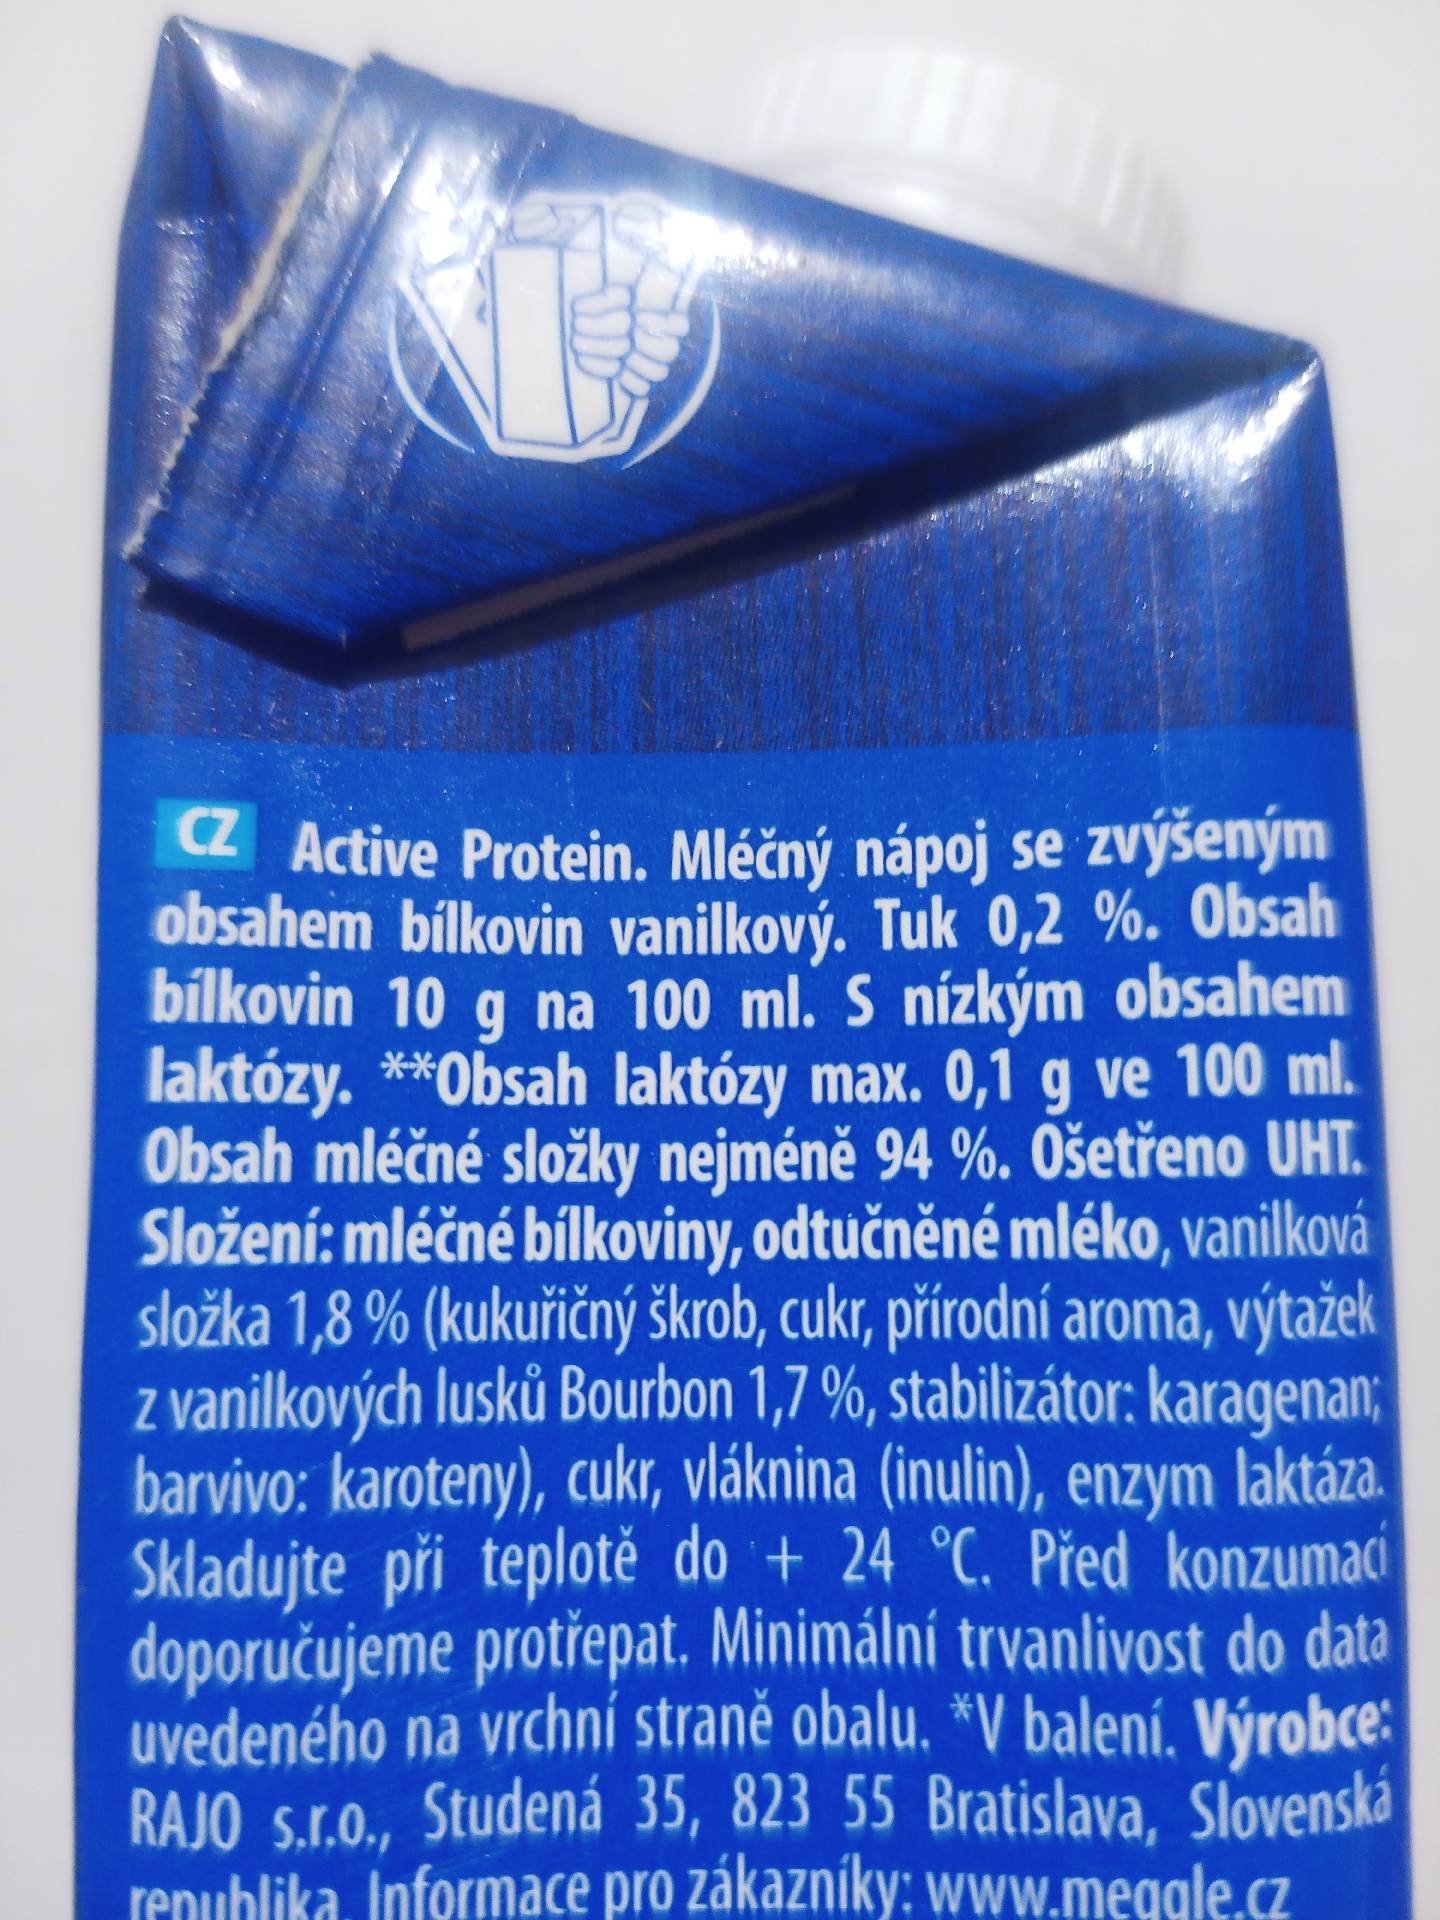 CZ Active Protein. Mléčný nápoj se zvýšeným
obsahem bílkovin vanilkový. Tuk 0,2 %. Obsah
bílkovin 10 g na 100 ml. S nízkým obsahem
laktózy. **Obsah laktózy max. 0,1 g ve 100 ml.
Obsah mléčné složky nejméně 94 %. Ošetřeno UHT.
Složení: mléčné bílkoviny, odtučněné mléko, vanilková
složka 1,8 % (kukuřičný škrob, cukr, přírodní aroma, výtažek
z vanilkových lusků Bourbon 1,7 %, stabilizátor: karagenan;
barvivo: karoteny), cukr, vláknina (inulin), enzym laktáza.
Skladujte při teplotě do + 24 °C. Před konzumací
doporučujeme protřepat. Minimální trvanlivost do data
uvedeného na vrchní straně obalu. *V balení. Výrobce:
RAJO s.r.o., Studená 35, 823 55 Bratislava, Slovenská
republika. Informace pro zákazníky: www.meggle.cz